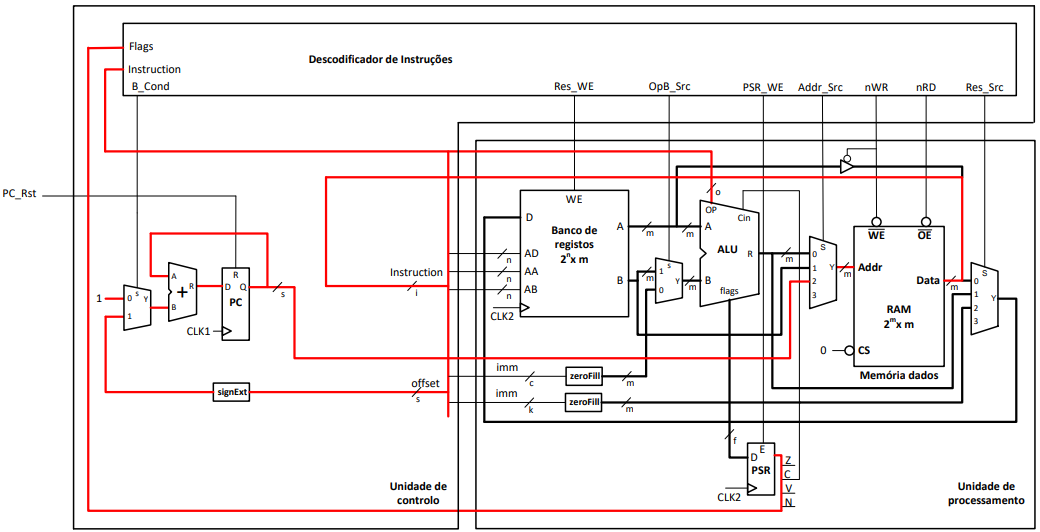 Flags
Instruction
B_Cond
Descodificador de Instruções
Res_WE
OpB_Src
PSR_WE
Addr_Src
nWR
nRD
Res_Src
PC_Rst
WE
D
Banco de
registos
2^n x m
AD
AA
AB
n
n
n
A
B
m
m
CLK2
Instruction
i
o
OP
Cin
A
ALU
R
B
flags
m
m
S
1
0
Y
m
S
0
1
2
3
Y
m
WE
OE
Addr
Data
RAM
2^m x m
0
CS
Memória dados
m
S
0
1
2
3
Y
A
B
R
+
R
D
Q
PC
CLK1
s
1
S
0
1
Y
signExt
offset
s
imm
c
zeroFill
m
imm
k
zeroFill
m
f
E
D
PSR
CLK2
Z
C
V
N
Unidade de
controlo
Unidade de
processamento